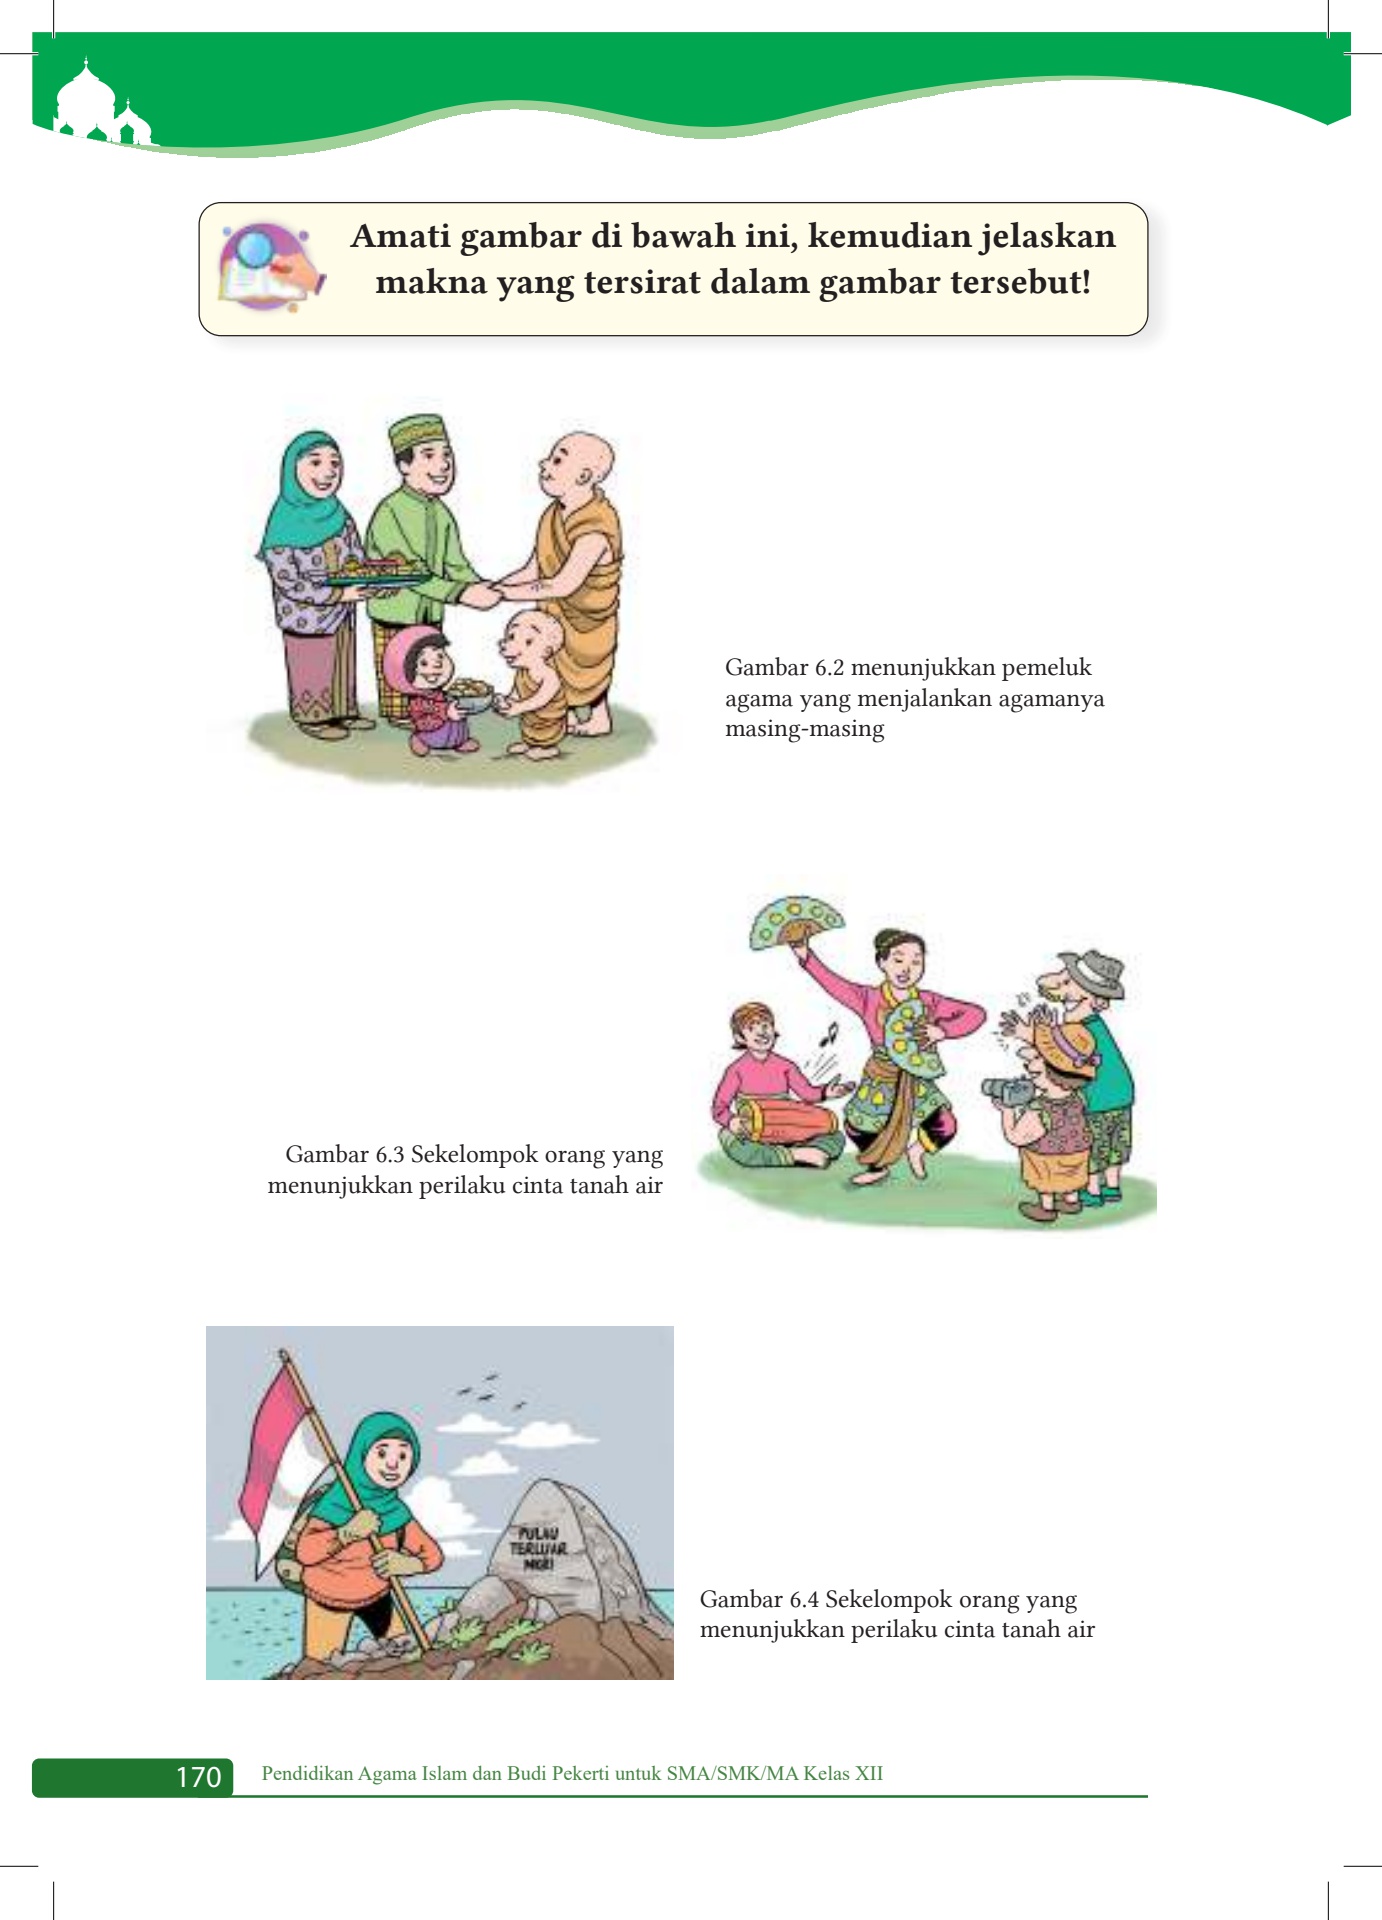 Amati gambar di bawah ini, kemudian jelaskan
makna yang tersirat dalam gambar tersebut!
Gambar 6.2 menunjukkan pemeluk
agama yang menjalankan agamanya
masing-masing
Gambar 6.3 Sekelompok orang yang
menunjukkan perilaku cinta tanah air
PULAU
TERLUAR
Gambar 6.4 Sekelompok orang yang
menunjukkan perilaku cinta tanah air
170
Pendidikan Agama Islam dan Budi Pekerti untuk SMA/SMK/MA Kelas XII